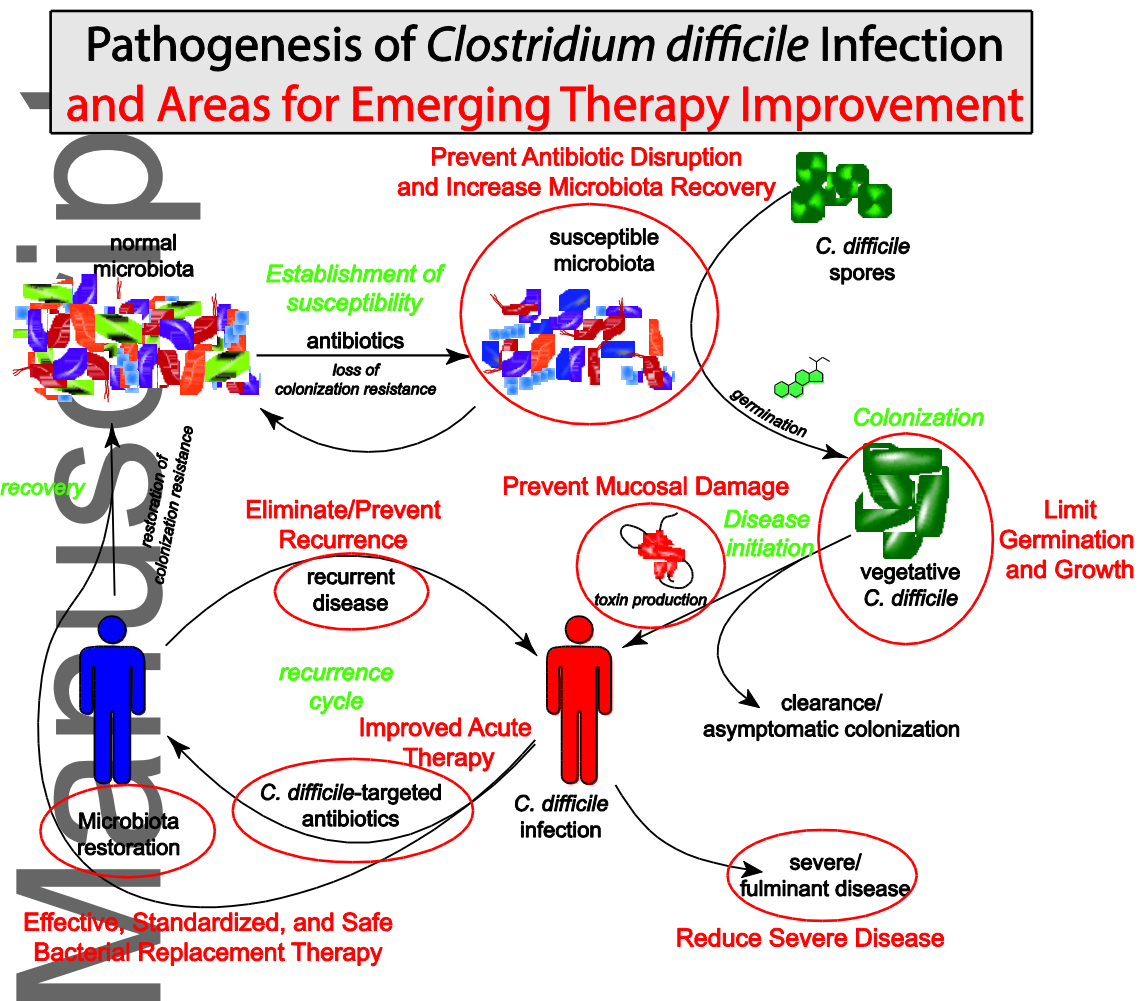 Pathogenesis of Clostridium difficile Infection
and Areas for Emerging Therapy Improvement
Prevent Antibiotic Disruption
and Increase Microbiota Recovery
normal
microbiota
Establishment of
susceptibility
antibiotics
loss of
colonization resistance
susceptible
microbiota
C. difficile
spores
germination
Colonization
recovery
restoration of
colonization resistance
Eliminate/Prevent
Recurrence
recurrent
disease
Prevent Mucosal Damage
Disease
initiation
toxin production
vegetative
C. difficile
Limit
Germination
and Growth
recurrence
cycle
Improved Acute
Therapy
C. difficile-targeted
antibiotics
C. difficile
infection
clearance/
asymptomatic colonization
Microbiota
restoration
severe/
fulminant disease
Effective, Standardized, and Safe
Bacterial Replacement Therapy
Reduce Severe Disease
Manuscript